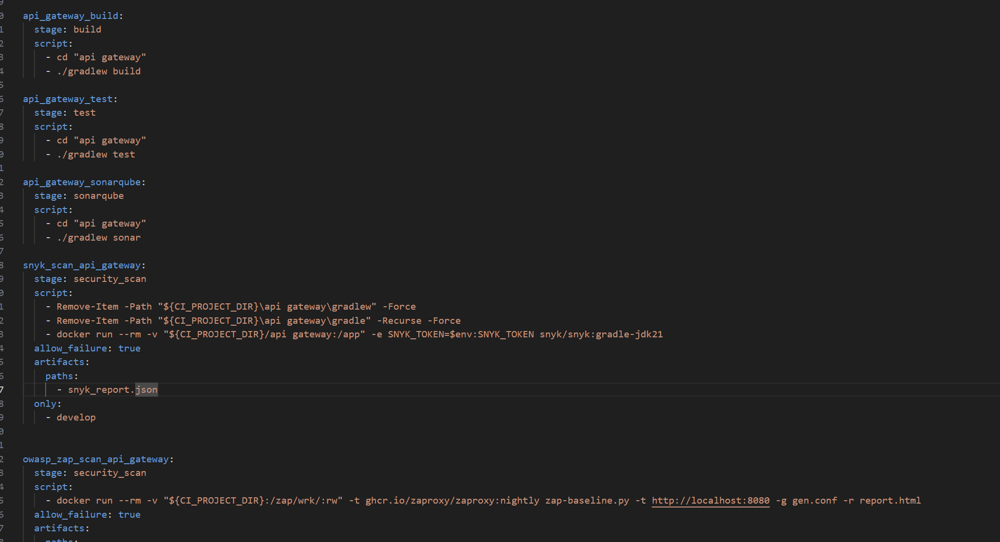 api_gateway_build:
  stage: build
  script:
    - cd "api gateway"
    - ./gradlew build

api_gateway_test:
  stage: test
  script:
    - cd "api gateway"
    - ./gradlew test

api_gateway_sonarqube:
  stage: sonarqube
  script:
    - cd "api gateway"
    - ./gradlew sonar

snyk_scan_api_gateway:
  stage: security_scan
  script:
    - Remove-Item -Path "${CI_PROJECT_DIR}\api gateway\gradlew" -Force
    - Remove-Item -Path "${CI_PROJECT_DIR}\api gateway\gradle" -Recurse -Force
    - docker run --rm -v "${CI_PROJECT_DIR}/api gateway:/app" -e SNYK_TOKEN=$env:SNYK_TOKEN snyk/snyk:gradle-jdk21
  allow_failure: true
  artifacts:
    paths:
      - snyk_report.json
  only:
    - develop


owasp_zap_scan_api_gateway:
  stage: security_scan
  script:
    - docker run --rm -v "${CI_PROJECT_DIR}:/zap/wrk/:rw" -t ghcr.io/zaproxy/zaproxy:nightly zap-baseline.py -t http://localhost:8080 -g gen.conf -r report.html
  allow_failure: true
  artifacts:
    paths: